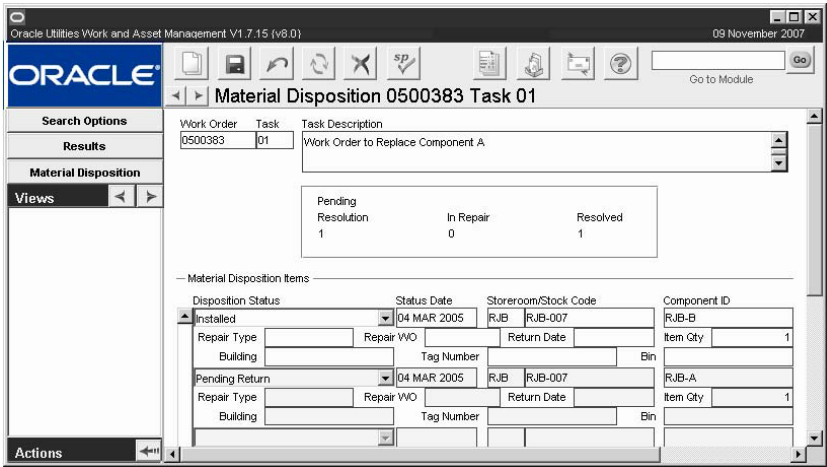 Oracle Utilities Work and Asset Management V1.7.15 (v8.0)
09 November 2007
ORACLE®
sp
Go
Go to Module
Material Disposition 0500383 Task 01
Search Options
Results
Material Disposition
Views
Work Order Task Task Description
0500383 01 Work Order to Replace Component A
Pending
Resolution In Repair Resolved
1 0 1
Material Disposition Items
Disposition Status Status Date Storeroom/Stock Code Component ID
Installed 04 MAR 2005 RJB RJB-007 RJB-B
Repair Type Repair WO Return Date Item Qty 1
Building Tag Number Bin
Pending Return 04 MAR 2005 RJB RJB-007 RJB-A
Repair Type Repair WO Return Date Item Qty 1
Building Tag Number Bin
Actions